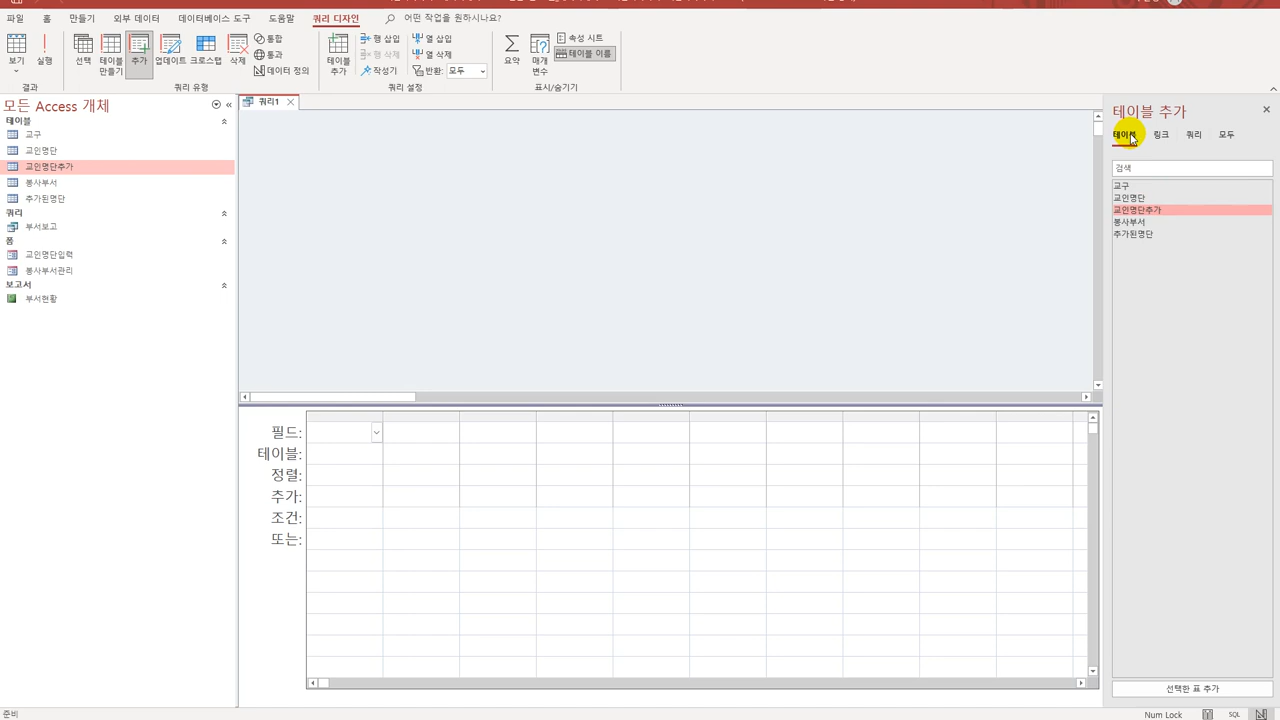 파일 홈 만들기 외부 데이터 데이터베이스 도구 도움말 쿼리 디자인 어떤 작업을 원하시나요?
보기 실행 선택 테이블 만들기 추가 업데이트 크로스탭 삭제 통합 통과 데이터 정의
테이블 추가 행 삽입 행 삭제 작성기 열 삽입 열 삭제 반환: 모두
요약 매개 변수 속성 시트 테이블 이름
결과 쿼리 유형 쿼리 설정 표시/숨기기
모든 Access 개체
테이블
교구
교인명단
교인명단추가
봉사부서
추가된명단
쿼리
부서보고
폼
교인명단입력
봉사부서관리
보고서
부서현황
쿼리1
필드:
테이블:
정렬:
추가:
조건:
또는:
테이블 추가
테이블 링크 쿼리 모두
검색
교구
교인명단
교인명단추가
봉사부서
추가된명단
선택한 표 추가
준비
Num Lock
SQL